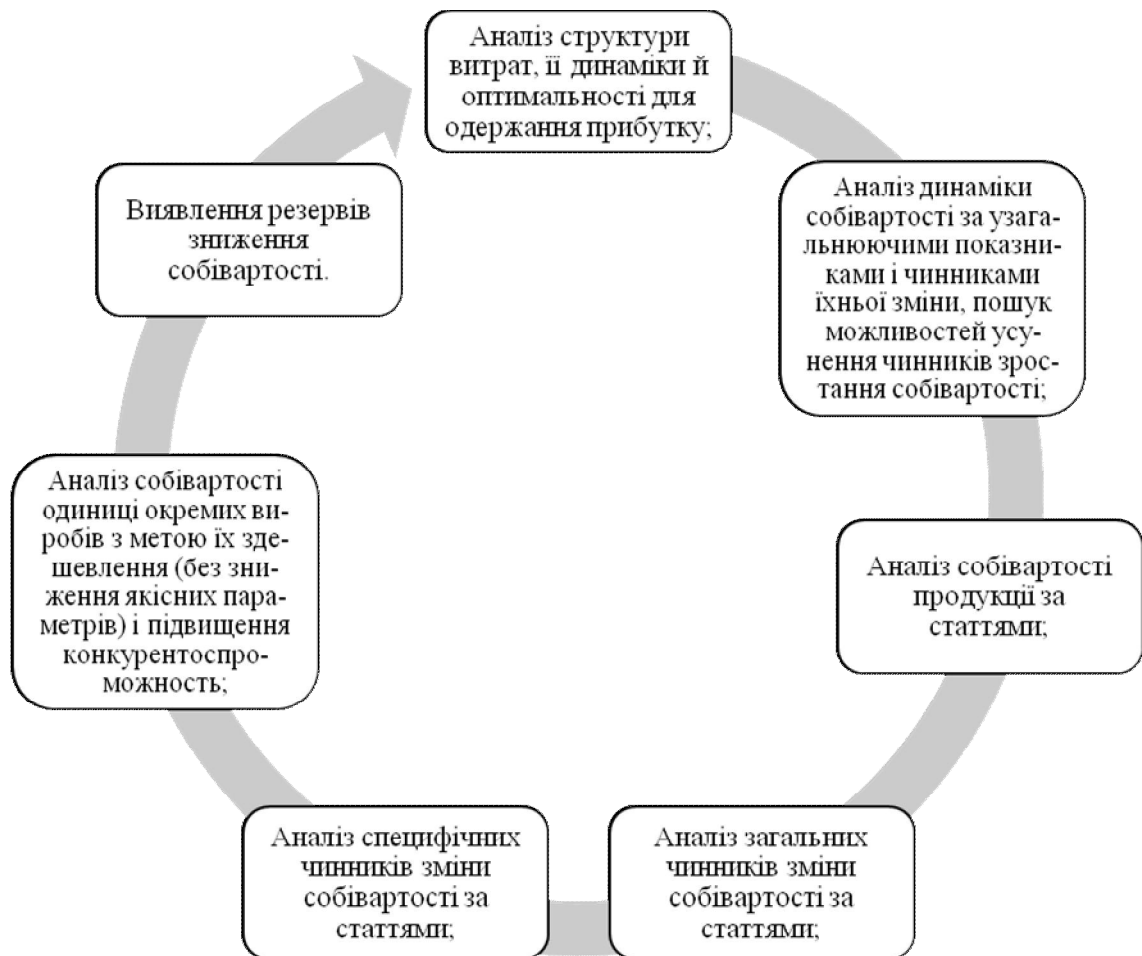 Аналіз структури
витрат, її динаміки й
оптимальності для
одержання прибутку;
Аналіз динаміки
собівартості за узага-
льнюючими показни-
ками і чинниками
їхньої зміни, пошук
можливостей усу-
нення чинників зрос-
тання собівартості;
Аналіз собівартості
продукції за
статтями;
Аналіз загальних
чинників зміни
собівартості за
статтями;
Аналіз специфічних
чинників зміни
собівартості за
статтями;
Аналіз собівартості
одиниці окремих ви-
робів з метою їх зде-
шевлення (без зни-
ження якісних пара-
метрів) і підвищення
конкурентоспро-
можность;
Виявлення резервів
зниження
собівартості.